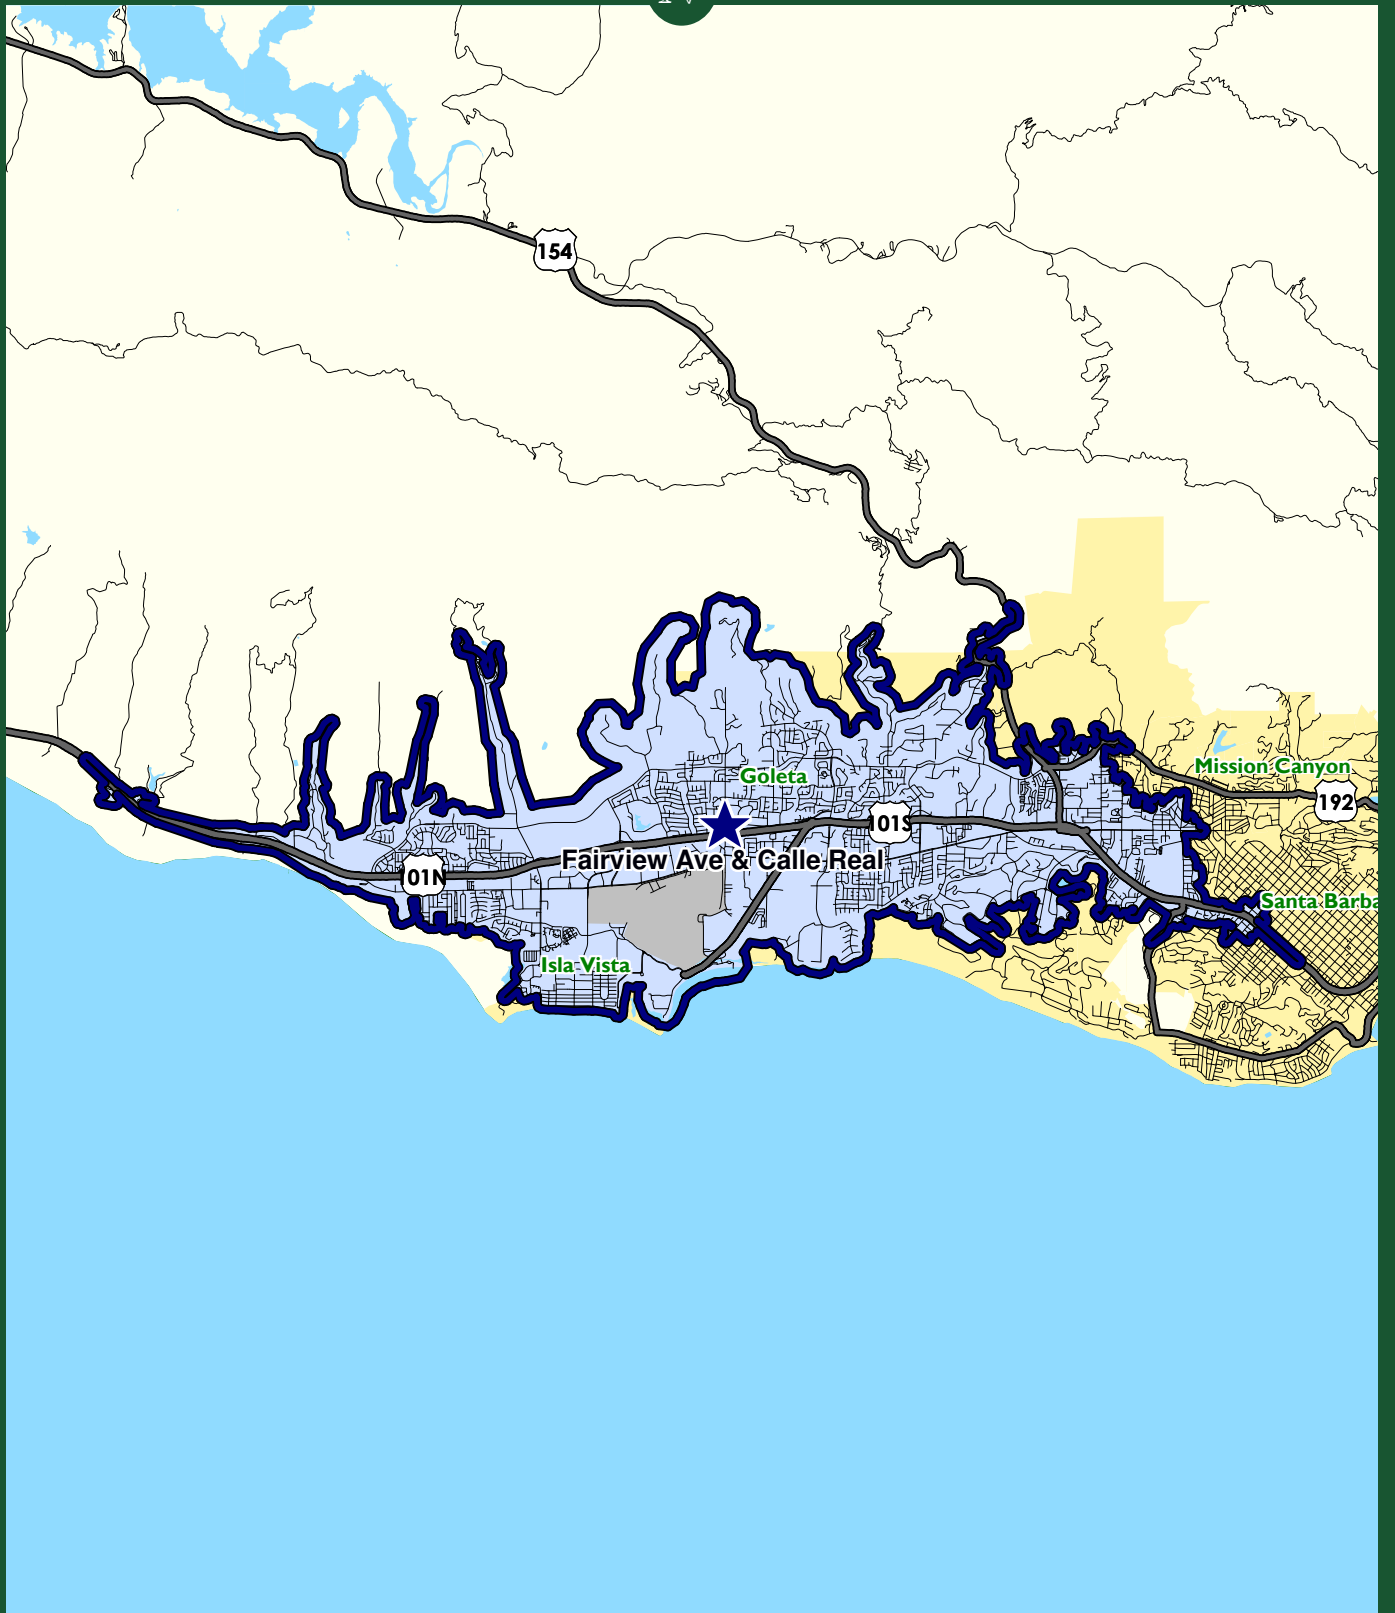 154
Goleta
Mission Canyon
192
101S
Fairview Ave & Calle Real
101N
Santa Barba
Isla Vista